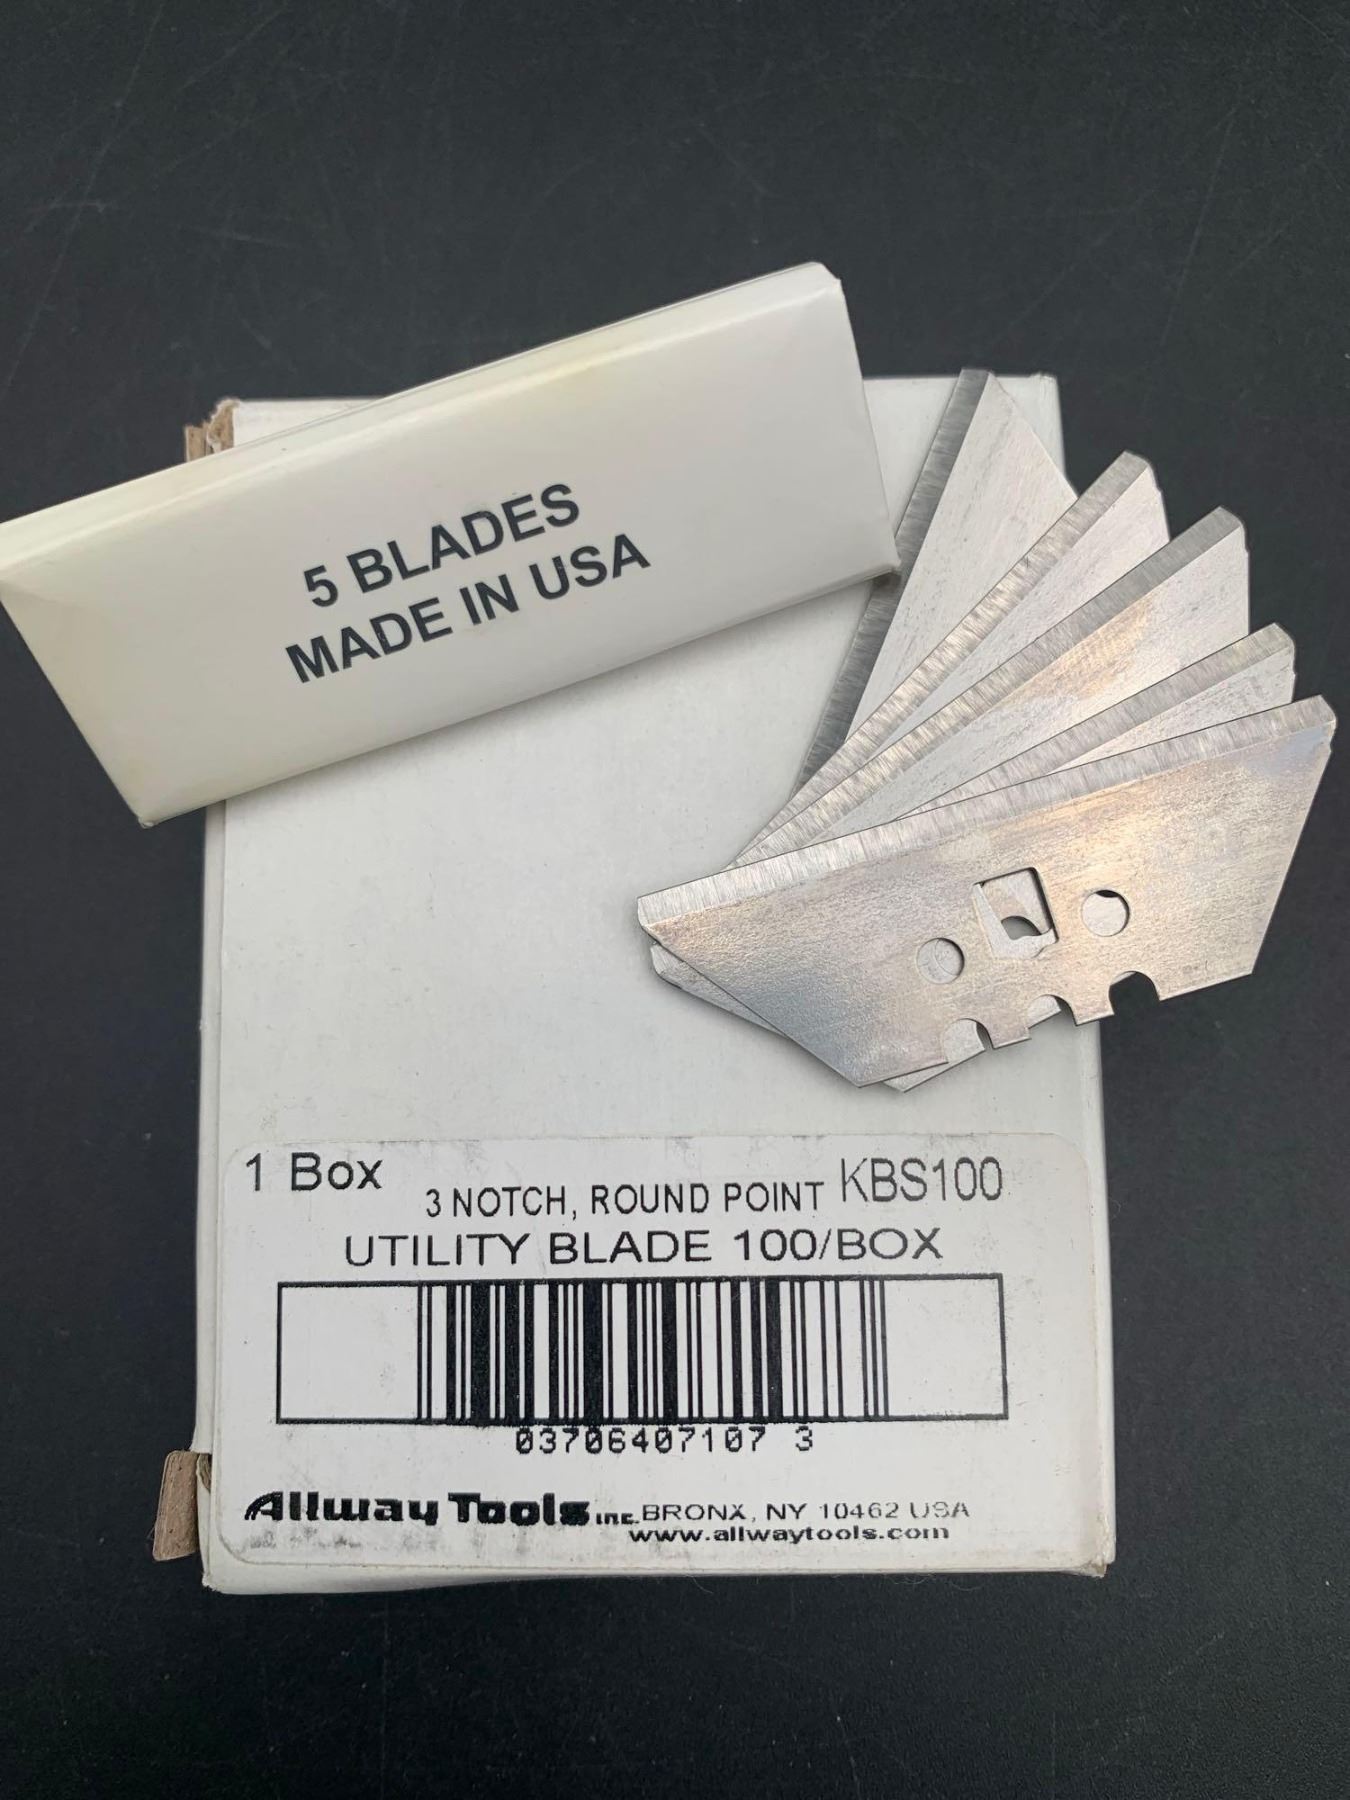 5 BLADES
MADE IN USA
1 Box
3 NOTCH, ROUND POINT KBS100
UTILITY BLADE 100/BOX
03706407107 3
Allway Tools INC. BRONX, NY 10462 USA
www.allwaytools.com